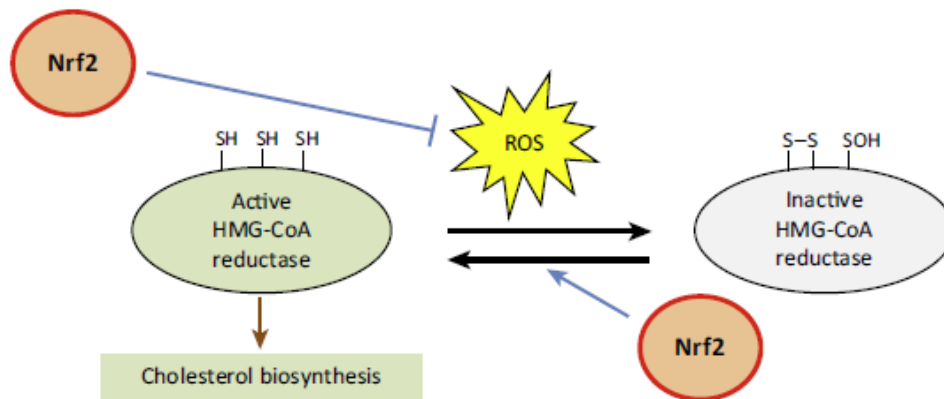 Nrf2
ROS
SH SH SH
S–S SOH
Active
HMG-CoA
reductase
Inactive
HMG-CoA
reductase
Nrf2
Cholesterol biosynthesis